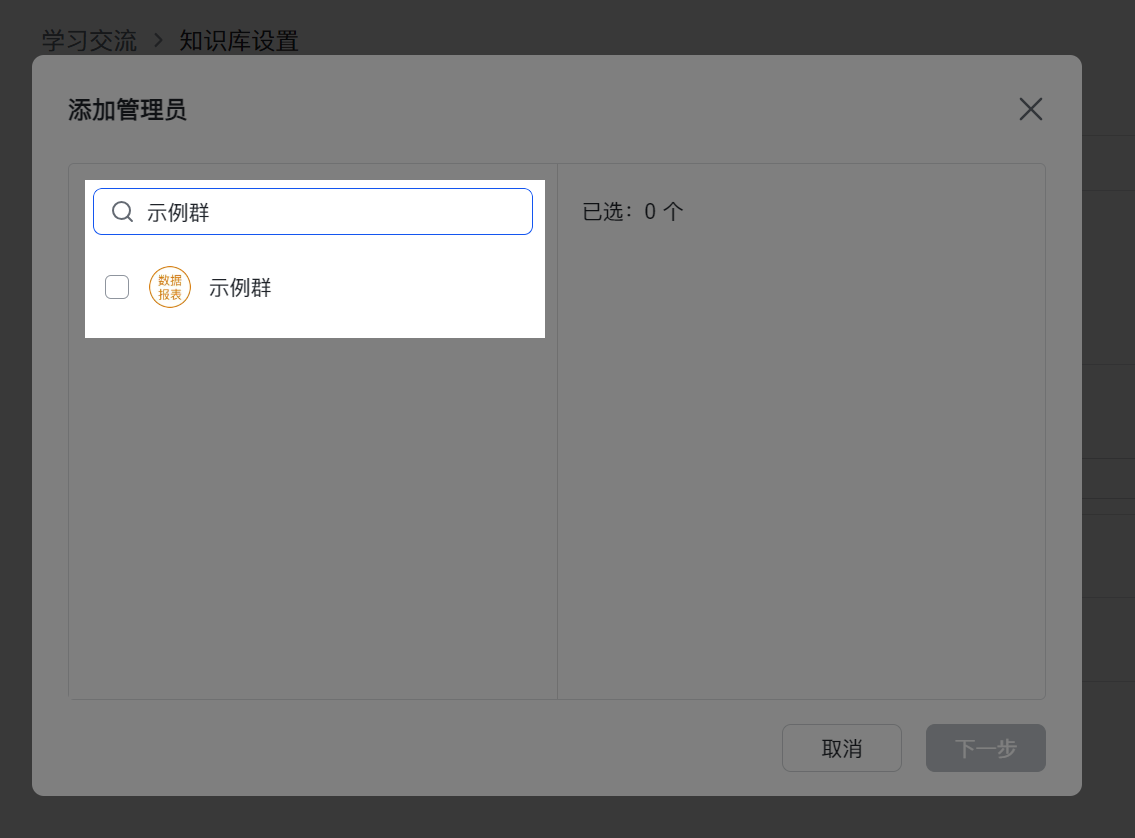 学习交流 > 知识库设置
添加管理员
示例群
已选：0 个
数据
报表
示例群
取消
下一步